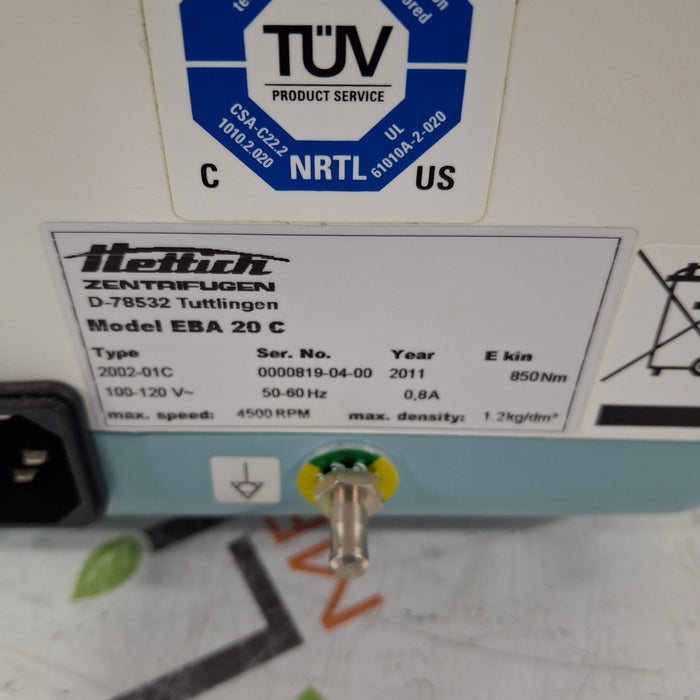 TÜV
PRODUCT SERVICE
CSA-C22.2
1010.2.020
NRTL
UL
61010A-2-020
C US
Hettich
ZENTRIFUGEN
D-78532 Tuttlingen
Model EBA 20 C
Type Ser. No. Year E kin
2002-01C 0000819-04-00 2011 850Nm
100-120 V~ 50-60 Hz 0,8A
max. speed: 4500 RPM max. density: 1.2kg/dm³